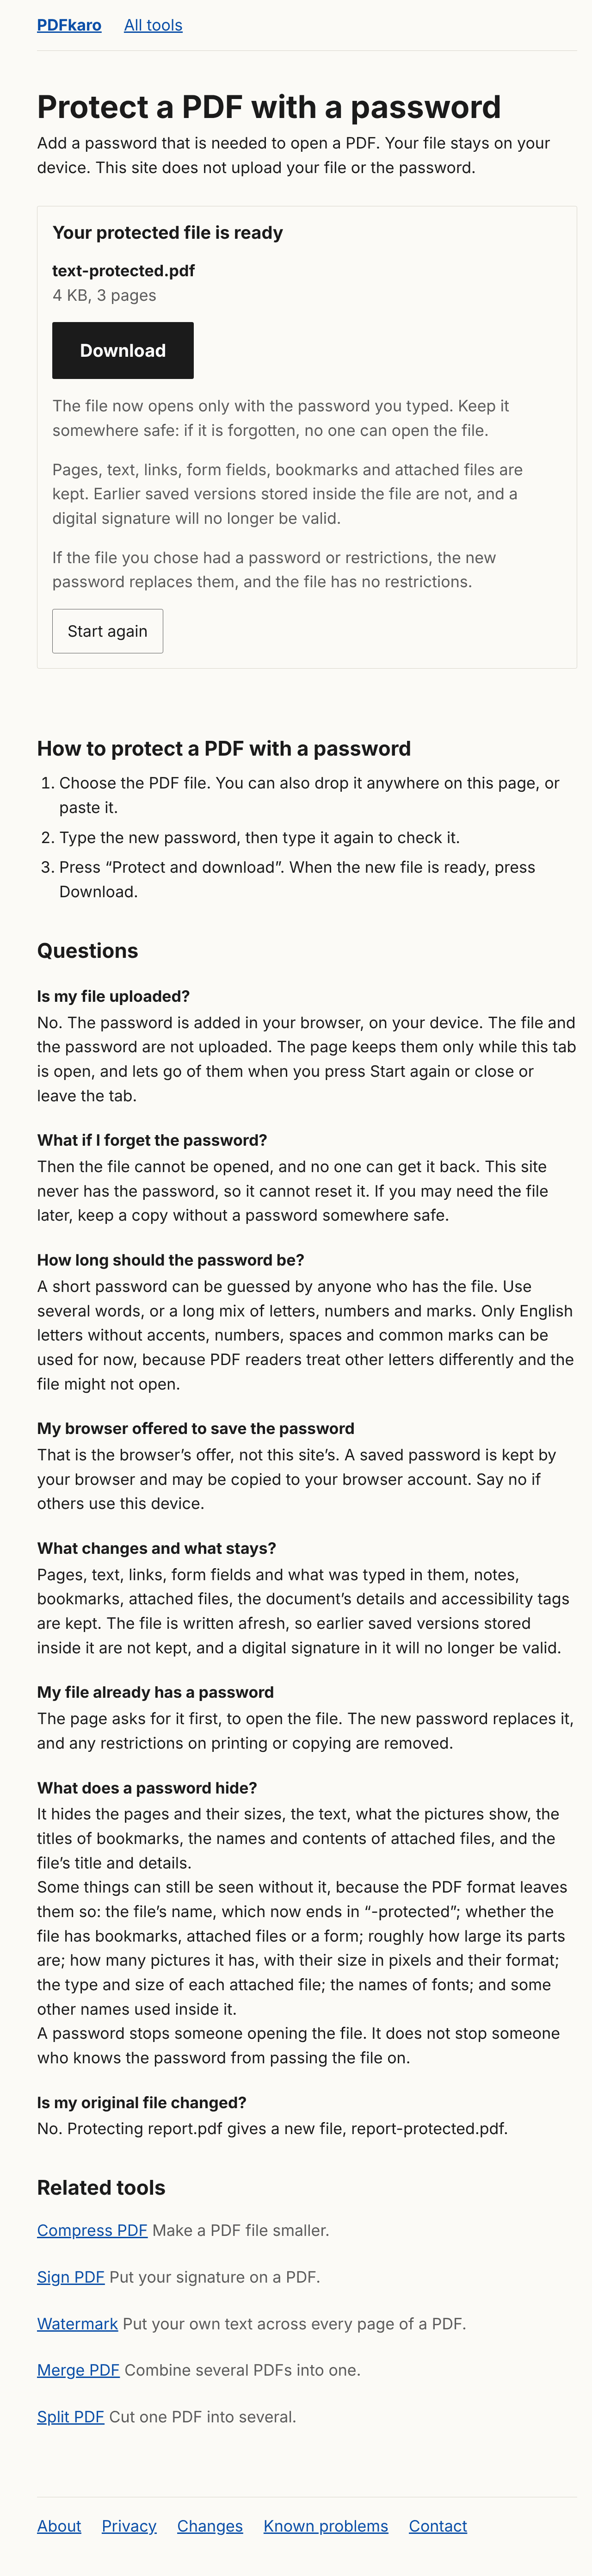 PDFkaro All tools
Protect a PDF with a password
Add a password that is needed to open a PDF. Your file stays on your
device. This site does not upload your file or the password.
Your protected file is ready
text-protected.pdf
4 KB, 3 pages
Download
The file now opens only with the password you typed. Keep it
somewhere safe: if it is forgotten, no one can open the file.
Pages, text, links, form fields, bookmarks and attached files are
kept. Earlier saved versions stored inside the file are not, and a
digital signature will no longer be valid.
If the file you chose had a password or restrictions, the new
password replaces them, and the file has no restrictions.
Start again
How to protect a PDF with a password
1. Choose the PDF file. You can also drop it anywhere on this page, or
paste it.
2. Type the new password, then type it again to check it.
3. Press “Protect and download”. When the new file is ready, press
Download.
Questions
Is my file uploaded?
No. The password is added in your browser, on your device. The file and
the password are not uploaded. The page keeps them only while this tab
is open, and lets go of them when you press Start again or close or
leave the tab.
What if I forget the password?
Then the file cannot be opened, and no one can get it back. This site
never has the password, so it cannot reset it. If you may need the file
later, keep a copy without a password somewhere safe.
How long should the password be?
A short password can be guessed by anyone who has the file. Use
several words, or a long mix of letters, numbers and marks. Only English
letters without accents, numbers, spaces and common marks can be
used for now, because PDF readers treat other letters differently and the
file might not open.
My browser offered to save the password
That is the browser’s offer, not this site’s. A saved password is kept by
your browser and may be copied to your browser account. Say no if
others use this device.
What changes and what stays?
Pages, text, links, form fields and what was typed in them, notes,
bookmarks, attached files, the document’s details and accessibility tags
are kept. The file is written afresh, so earlier saved versions stored
inside it are not kept, and a digital signature in it will no longer be valid.
My file already has a password
The page asks for it first, to open the file. The new password replaces it,
and any restrictions on printing or copying are removed.
What does a password hide?
It hides the pages and their sizes, the text, what the pictures show, the
titles of bookmarks, the names and contents of attached files, and the
file’s title and details.
Some things can still be seen without it, because the PDF format leaves
them so: the file’s name, which now ends in “-protected”; whether the
file has bookmarks, attached files or a form; roughly how large its parts
are; how many pictures it has, with their size in pixels and their format;
the type and size of each attached file; the names of fonts; and some
other names used inside it.
A password stops someone opening the file. It does not stop someone
who knows the password from passing the file on.
Is my original file changed?
No. Protecting report.pdf gives a new file, report-protected.pdf.
Related tools
Compress PDF Make a PDF file smaller.
Sign PDF Put your signature on a PDF.
Watermark Put your own text across every page of a PDF.
Merge PDF Combine several PDFs into one.
Split PDF Cut one PDF into several.
About Privacy Changes Known problems Contact